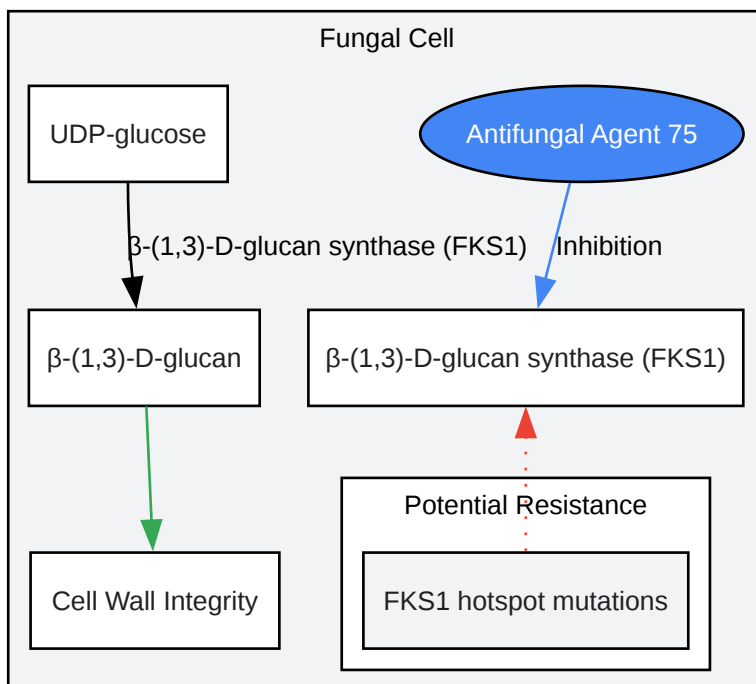 Fungal Cell
UDP-glucose
Antifungal Agent 75
β-(1,3)-D-glucan synthase (FKS1)
Inhibition
β-(1,3)-D-glucan
β-(1,3)-D-glucan synthase (FKS1)
Potential Resistance
Cell Wall Integrity
FKS1 hotspot mutations